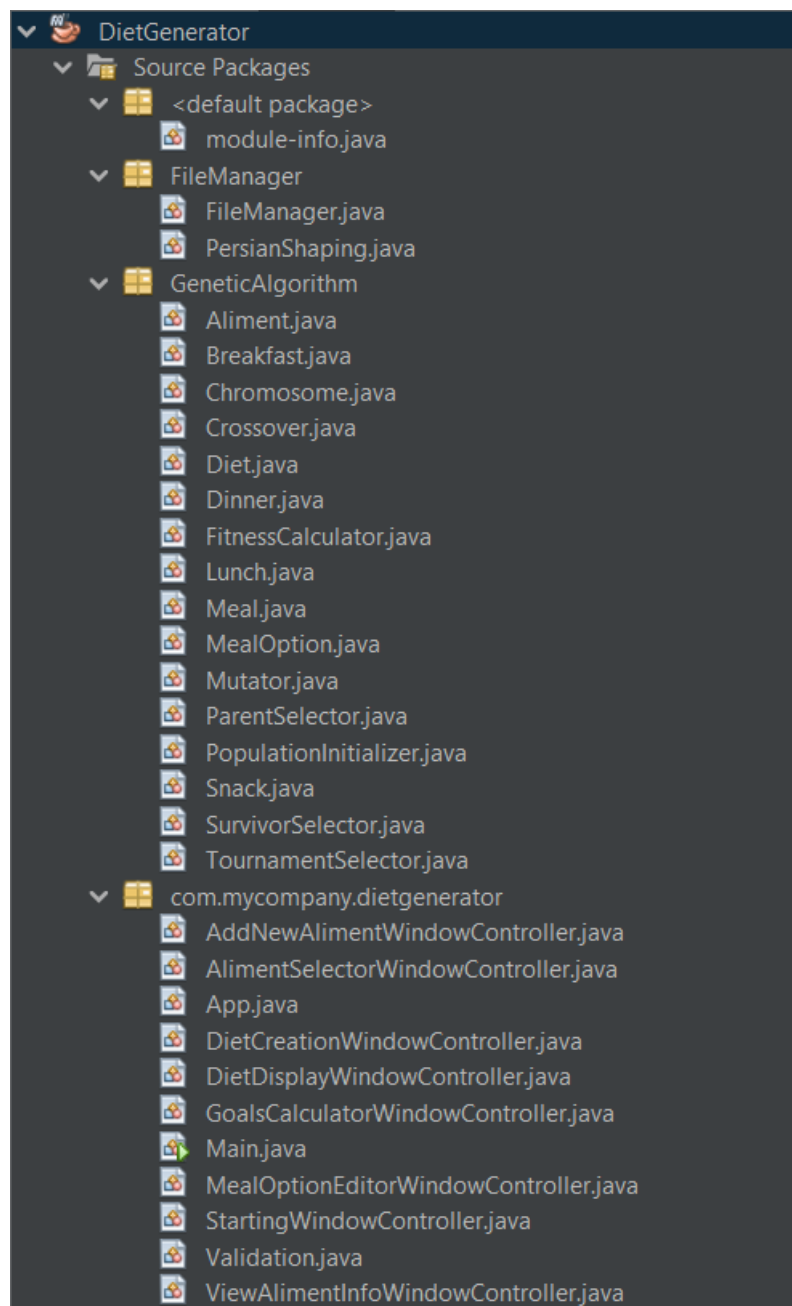 DietGenerator
Source Packages
<default package>
module-info.java
FileManager
FileManager.java
PersianShaping.java
GeneticAlgorithm
Aliment.java
Breakfast.java
Chromosome.java
Crossover.java
Diet.java
Dinner.java
FitnessCalculator.java
Lunch.java
Meal.java
MealOption.java
Mutator.java
ParentSelector.java
PopulationInitializer.java
Snack.java
SurvivorSelector.java
TournamentSelector.java
com.mycompany.dietgenerator
AddNewAlimentWindowController.java
AlimentSelectorWindowController.java
App.java
DietCreationWindowController.java
DietDisplayWindowController.java
GoalsCalculatorWindowController.java
Main.java
MealOptionEditorWindowController.java
StartingWindowController.java
Validation.java
ViewAlimentInfoWindowController.java